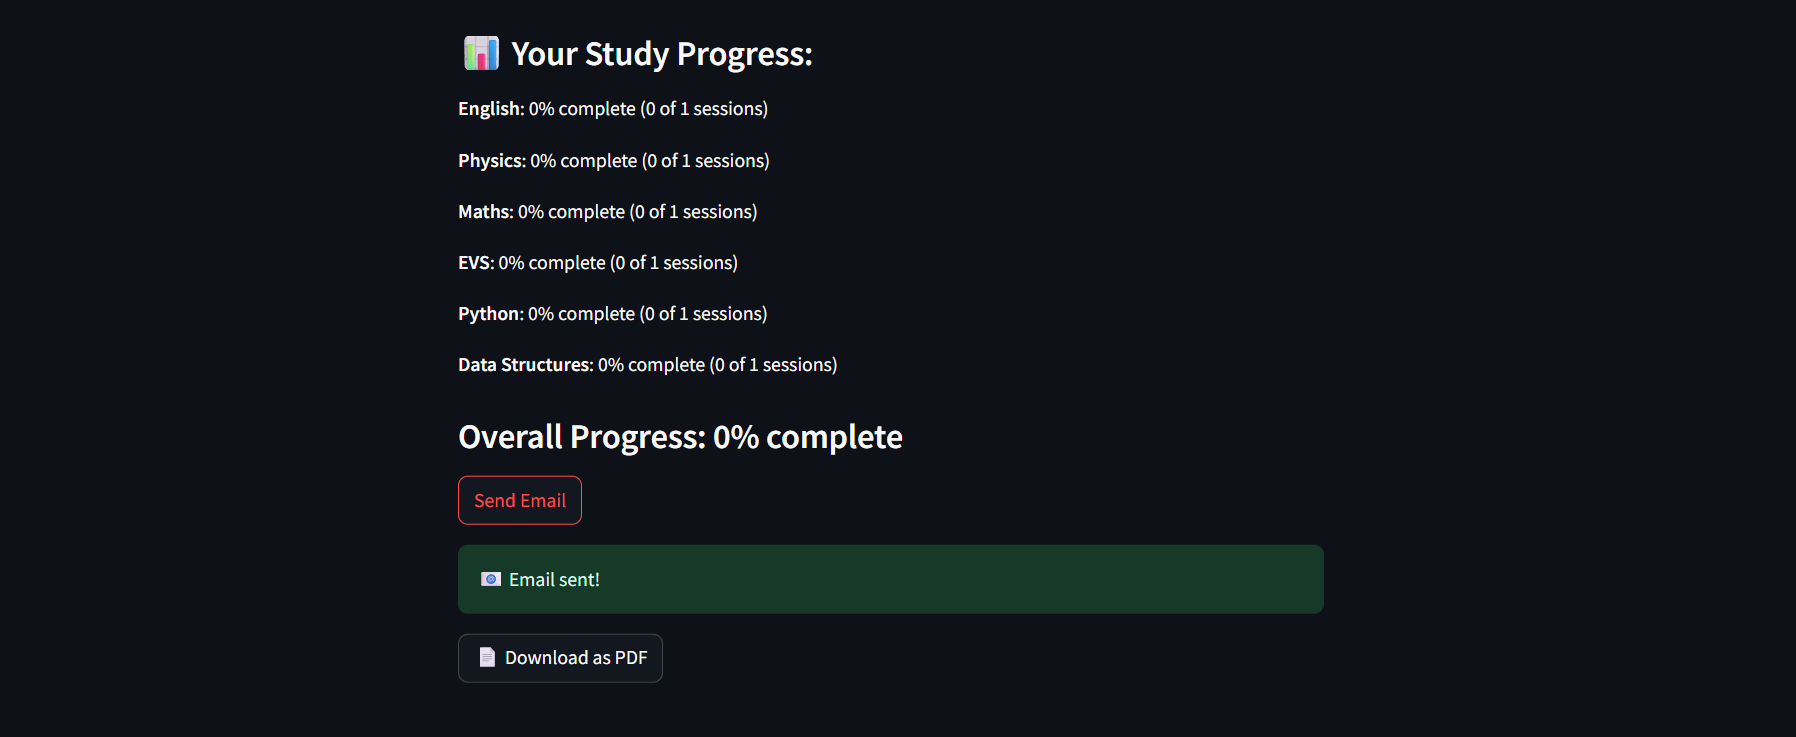 Your Study Progress:
English: 0% complete (0 of 1 sessions)
Physics: 0% complete (0 of 1 sessions)
Maths: 0% complete (0 of 1 sessions)
EVS: 0% complete (0 of 1 sessions)
Python: 0% complete (0 of 1 sessions)
Data Structures: 0% complete (0 of 1 sessions)
Overall Progress: 0% complete
Send Email
Email sent!
Download as PDF